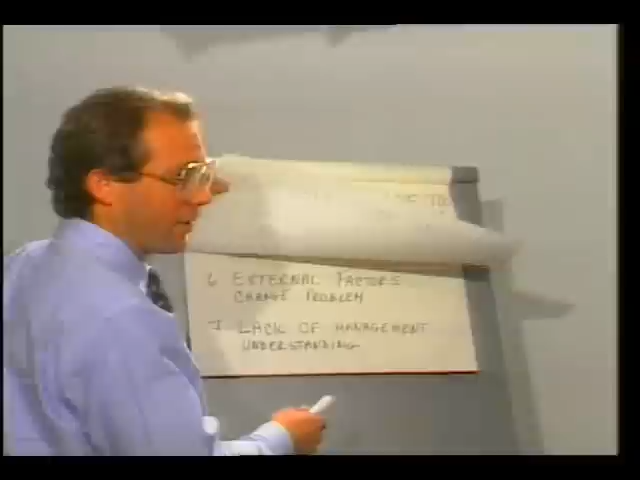 6 EXTERNAL FACTORS
CHANGE PROBLEM
7 LACK OF MANAGEMENT
UNDERSTANDING